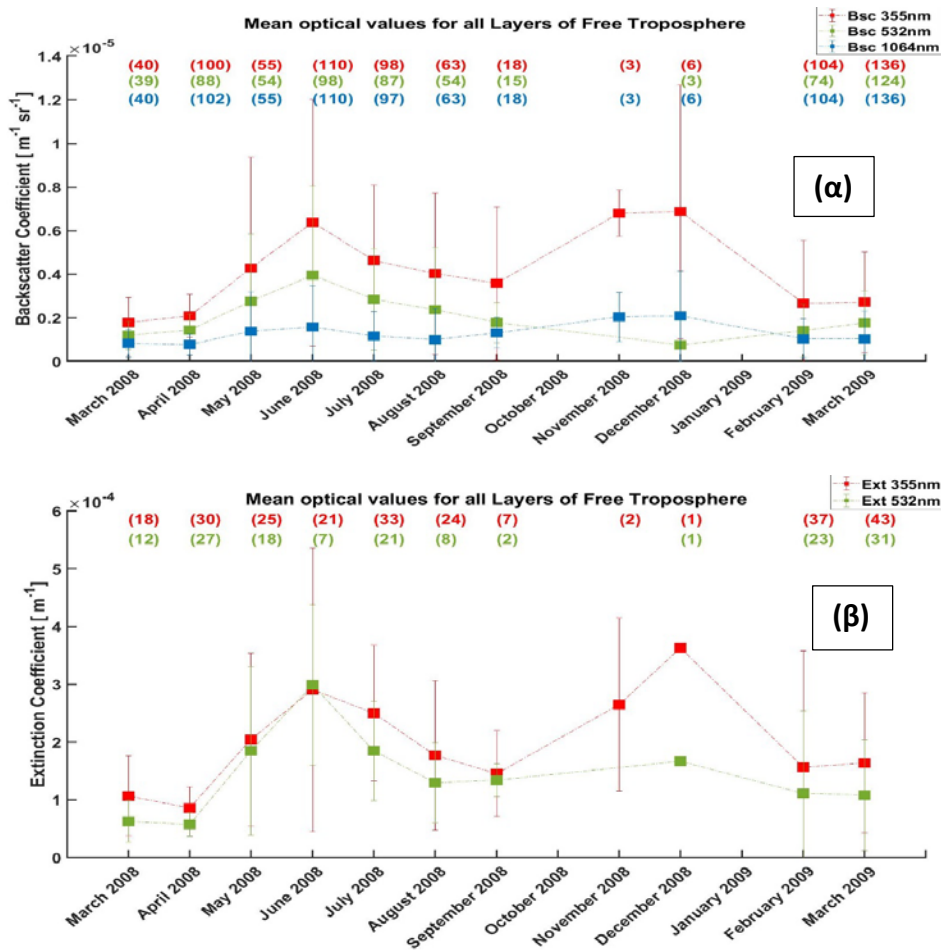 Mean optical values for all Layers of Free Troposphere
Bsc 355nm
Bsc 532nm
Bsc 1064nm
×10⁻⁵
(40) (100) (55) (110) (98) (63) (18) (3) (6) (104) (136)
(39) (88) (54) (98) (87) (54) (15) (3) (74) (124)
(40) (102) (55) (110) (97) (63) (18) (3) (6) (104) (136)
1.4
1.2
1
0.8
0.6
0.4
0.2
0
Backscatter Coefficient [ m⁻¹ sr⁻¹]
(α)
March 2008
April 2008
May 2008
June 2008
July 2008
August 2008
September 2008
October 2008
November 2008
December 2008
January 2009
February 2009
March 2009
Mean optical values for all Layers of Free Troposphere
Ext 355nm
Ext 532nm
×10⁻⁴
(18) (30) (25) (21) (33) (24) (7) (2) (1) (37) (43)
(12) (27) (18) (7) (21) (8) (2) (1) (23) (31)
6
5
4
3
2
1
0
Extinction Coefficient [ m⁻¹]
(β)
March 2008
April 2008
May 2008
June 2008
July 2008
August 2008
September 2008
October 2008
November 2008
December 2008
January 2009
February 2009
March 2009